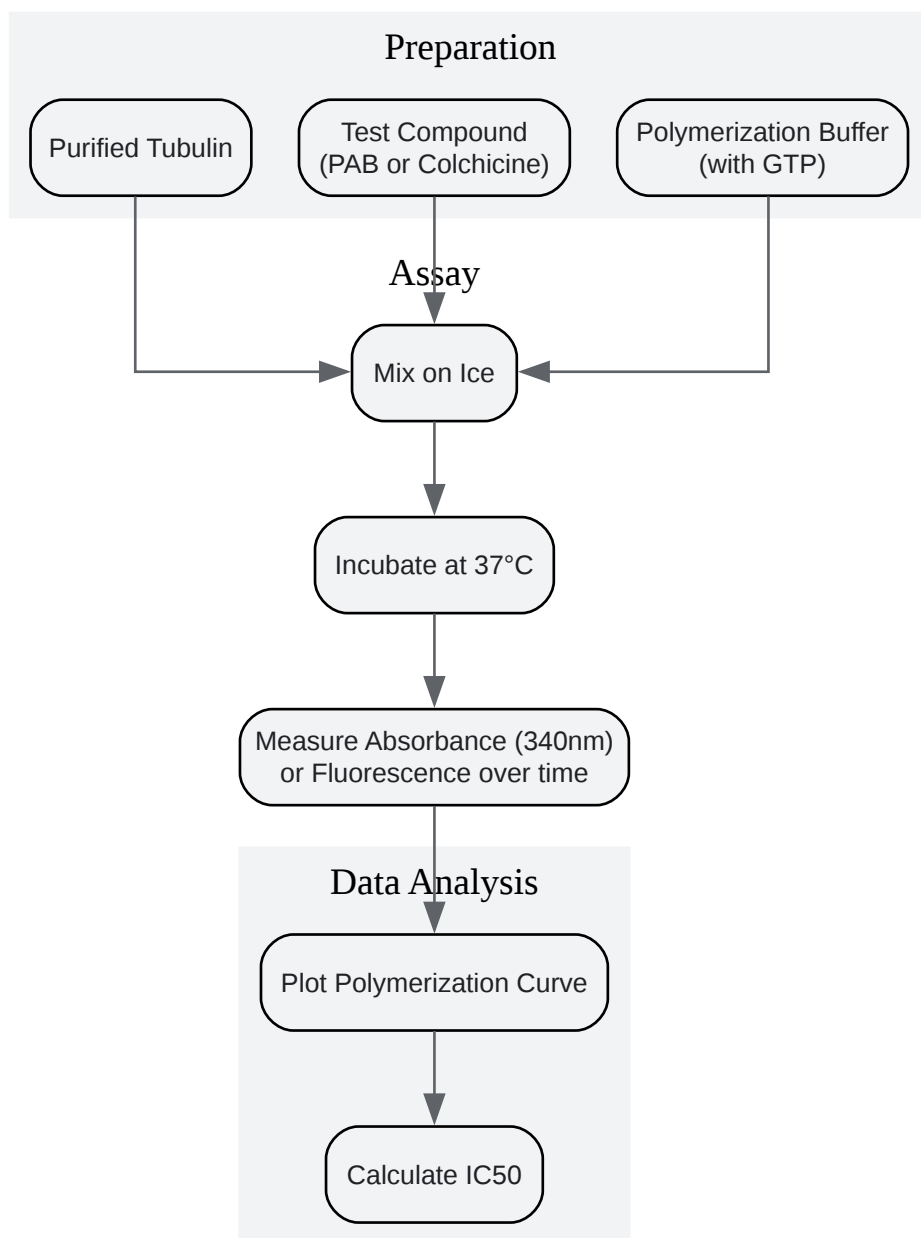 Preparation
Purified Tubulin
Test Compound
(PAB or Colchicine)
Polymerization Buffer
(with GTP)
Assay
Mix on Ice
Incubate at 37°C
Measure Absorbance (340nm)
or Fluorescence over time
Data Analysis
Plot Polymerization Curve
Calculate IC50